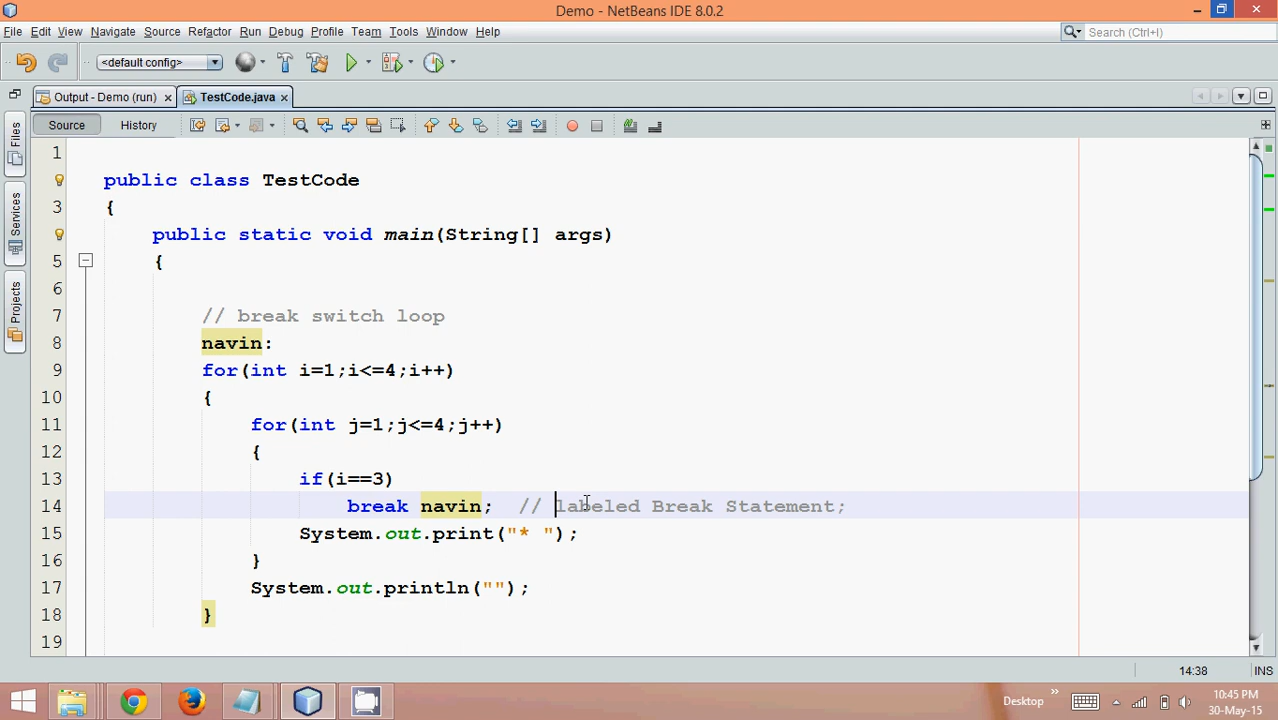 Demo - NetBeans IDE 8.0.2
File Edit View Navigate Source Refactor Run Debug Profile Team Tools Window Help
Search (Ctrl+I)
<default config>
Output - Demo (run) TestCode.java
Source History
Files
Services
Projects
1
public class TestCode
3 {
public static void main(String[] args)
5 {
6
7 // break switch loop
8 navin:
9 for(int i=1;i<=4;i++)
10 {
11 for(int j=1;j<=4;j++)
12 {
13 if(i==3)
14 break navin; // labeled Break Statement;
15 System.out.print("* ");
16 }
17 System.out.println("");
18 }
19
14:38 INS
Desktop
10:45 PM
30-May-15